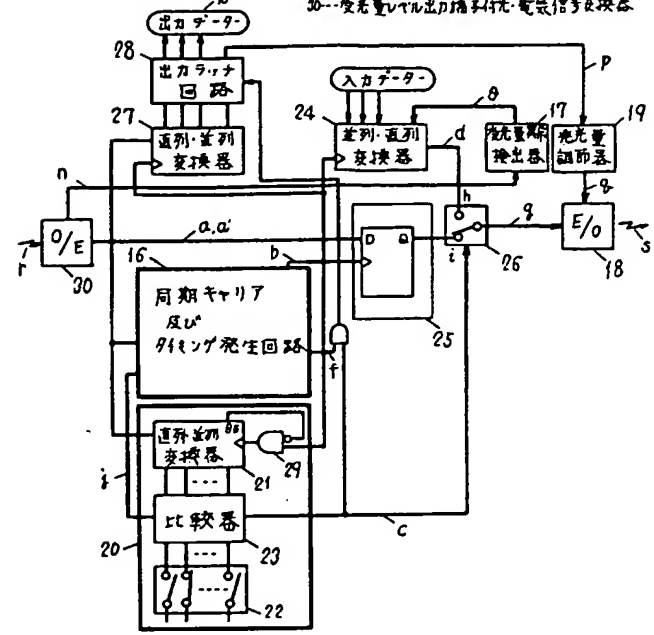 30---受光量レベル出力端子付光・電気信号変換器
出力データー
28
出力ラッチ
回路
P
入力データー
27
直列・並列
変換器
24
並列・直列
変換器
d
17
検出器
19
発光量
調節器
n
h
q
r
O/E
30
a,a'
16
b
D Q
i
26
g
E/O
18
s
25
同期キャリア
及び
タイミング発生回路
f
直列並列
変換器
21
29
j
比較器
23
20
c
22